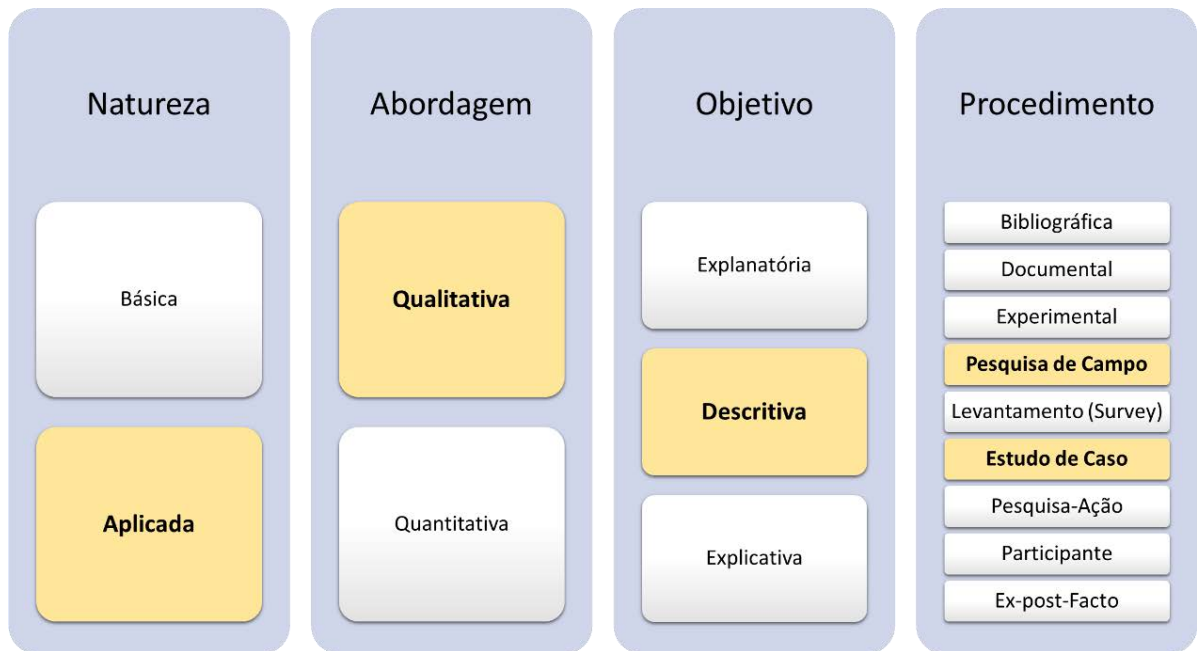 Natureza
Básica
Aplicada
Abordagem
Qualitativa
Quantitativa
Objetivo
Explanatória
Descritiva
Explicativa
Procedimento
Bibliográfica
Documental
Experimental
Pesquisa de Campo
Levantamento (Survey)
Estudo de Caso
Pesquisa-Ação
Participante
Ex-post-Facto